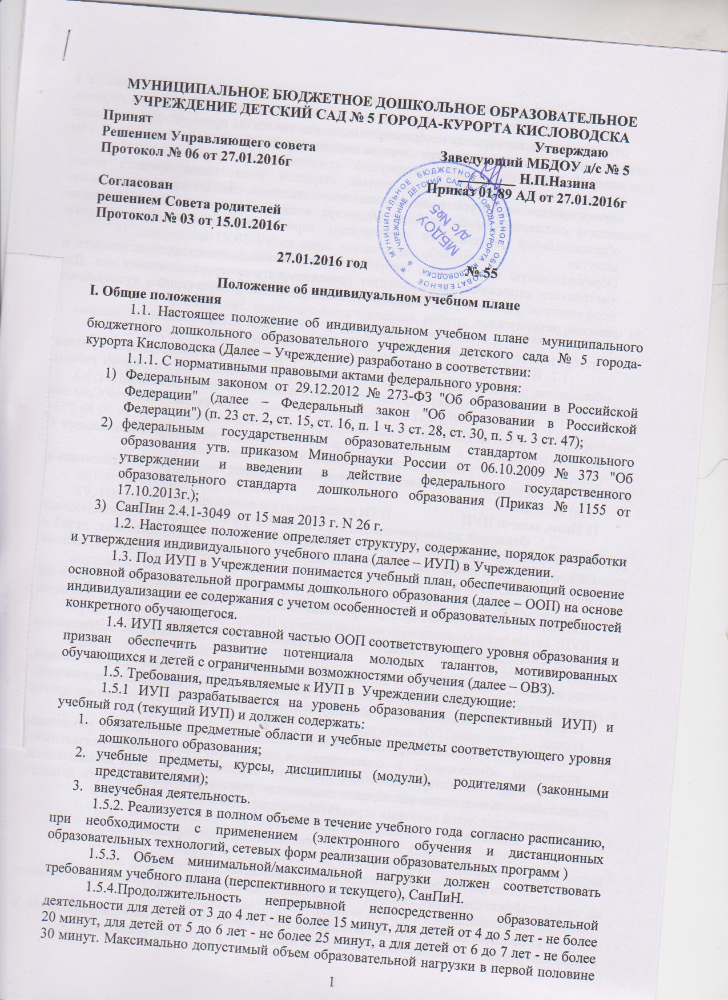 МУНИЦИПАЛЬНОЕ БЮДЖЕТНОЕ ДОШКОЛЬНОЕ ОБРАЗОВАТЕЛЬНОЕ
УЧРЕЖДЕНИЕ ДЕТСКИЙ САД № 5 ГОРОДА-КУРОРТА КИСЛОВОДСКА
Принят
Решением Управляющего совета
Протокол № 06 от 27.01.2016г
Утверждаю
Заведующий МБДОУ д/с № 5
________ Н.П.Назина
Приказ 01-89 АД от 27.01.2016г
Согласован
решением Совета родителей
Протокол № 03 от 15.01.2016г
МУНИЦИПАЛЬНОЕ БЮДЖЕТНОЕ ДОШКОЛЬНОЕ ОБРАЗОВАТЕЛЬНОЕ
УЧРЕЖДЕНИЕ ДЕТСКИЙ САД № 5 ГОРОДА-КУРОРТА КИСЛОВОДСКА
МБДОУ
Д/С №5
27.01.2016 год № 55
Положение об индивидуальном учебном плане
I. Общие положения
1.1. Настоящее положение об индивидуальном учебном плане муниципального
бюджетного дошкольного образовательного учреждения детского сада № 5 города-
курорта Кисловодска (Далее – Учреждение) разработано в соответствии:
1.1.1. С нормативными правовыми актами федерального уровня:
1) Федеральным законом от 29.12.2012 № 273-ФЗ "Об образовании в Российской
Федерации" (далее – Федеральный закон "Об образовании в Российской
Федерации") (п. 23 ст. 2, ст. 15, ст. 16, п. 1 ч. 3 ст. 28, ст. 30, п. 5 ч. 3 ст. 47);
2) федеральным государственным образовательным стандартом дошкольного
образования утв. приказом Минобрнауки России от 06.10.2009 № 373 "Об
утверждении и введении в действие федерального государственного
образовательного стандарта дошкольного образования (Приказ № 1155 от
17.10.2013г.);
3) СанПин 2.4.1-3049 от 15 мая 2013 г. N 26 г.
1.2. Настоящее положение определяет структуру, содержание, порядок разработки
и утверждения индивидуального учебного плана (далее – ИУП) в Учреждении.
1.3. Под ИУП в Учреждении понимается учебный план, обеспечивающий освоение
основной образовательной программы дошкольного образования (далее – ООП) на основе
индивидуализации ее содержания с учетом особенностей и образовательных потребностей
конкретного обучающегося.
1.4. ИУП является составной частью ООП соответствующего уровня образования и
призван обеспечить развитие потенциала молодых талантов, мотивированных
обучающихся и детей с ограниченными возможностями обучения (далее – ОВЗ).
1.5. Требования, предъявляемые к ИУП в Учреждении следующие:
1.5.1 ИУП разрабатывается на уровень образования (перспективный ИУП) и
учебный год (текущий ИУП) и должен содержать:
1. обязательные предметные области и учебные предметы соответствующего уровня
дошкольного образования;
2. учебные предметы, курсы, дисциплины (модули), родителями (законными
представителями);
3. внеучебная деятельность.
1.5.2. Реализуется в полном объеме в течение учебного года согласно расписанию,
при необходимости с применением (электронного обучения и дистанционных
образовательных технологий, сетевых форм реализации образовательных программ )
1.5.3. Объем минимальной/максимальной нагрузки должен соответствовать
требованиям учебного плана (перспективного и текущего), СанПиН.
1.5.4.Продолжительность непрерывной непосредственно образовательной
деятельности для детей от 3 до 4 лет - не более 15 минут, для детей от 4 до 5 лет - не более
20 минут, для детей от 5 до 6 лет - не более 25 минут, а для детей от 6 до 7 лет - не более
30 минут. Максимально допустимый объем образовательной нагрузки в первой половине
1